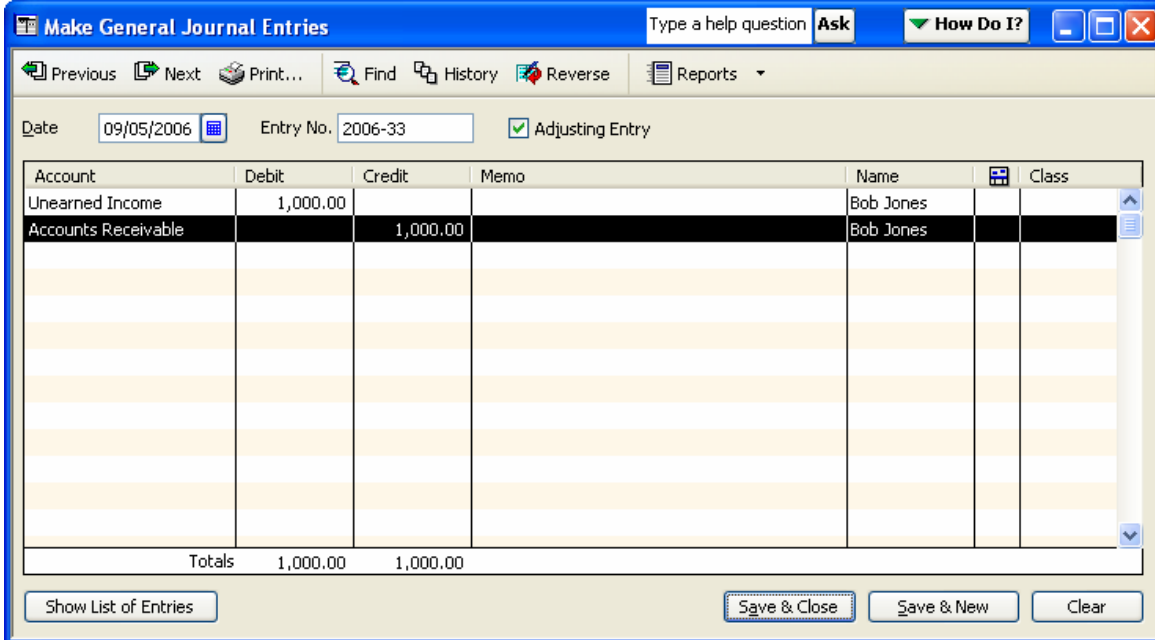 Make General Journal Entries Type a help question Ask How Do I?
Previous Next Print... Find History Reverse Reports
Date 09/05/2006 Entry No. 2006-33 Adjusting Entry
Account Debit Credit Memo Name Class
Unearned Income 1,000.00 Bob Jones
Accounts Receivable 1,000.00 Bob Jones
Totals 1,000.00 1,000.00
Show List of Entries Save & Close Save & New Clear